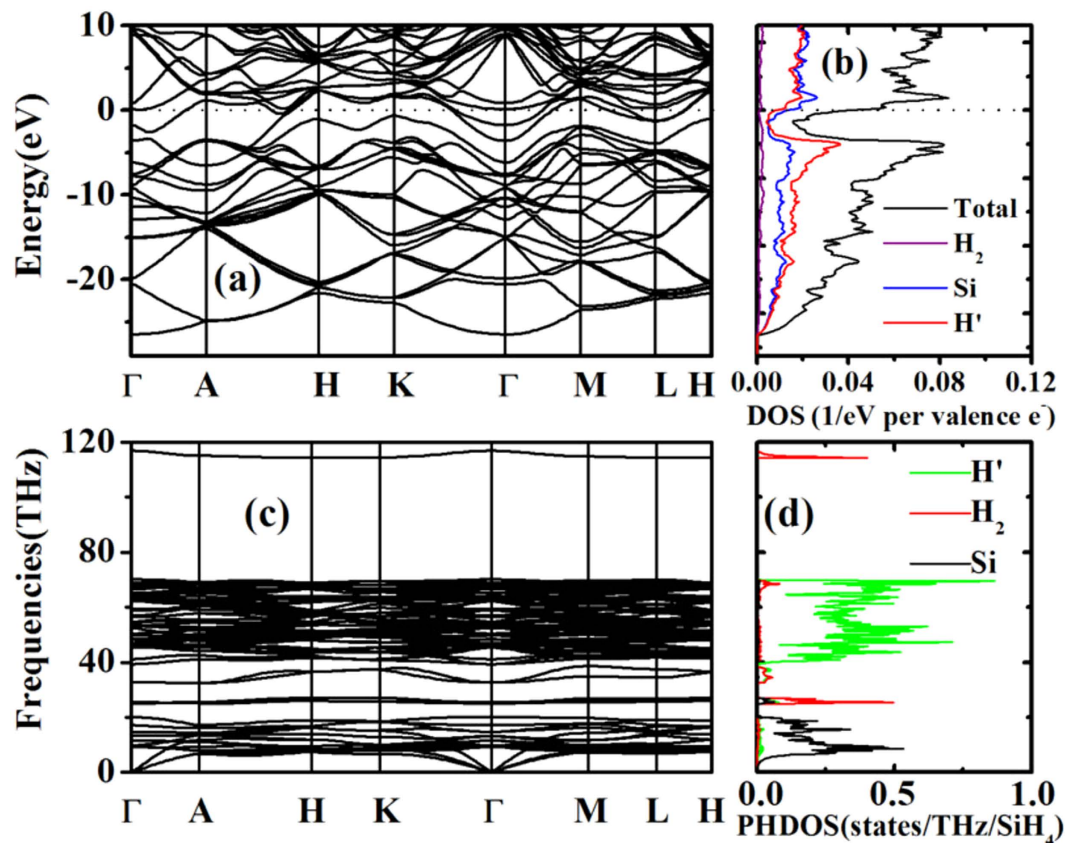 10
0
-10
-20
Energy(eV)
(a)
Γ A H K Γ M L H
(b)
Total
H₂
Si
H'
0.00 0.04 0.08 0.12
DOS (1/eV per valence e⁻)
120
80
40
0
Frequencies(THz)
(c)
Γ A H K Γ M L H
(d)
H'
H₂
Si
0.0 0.5 1.0
PHDOS(states/THz/SiH₄)